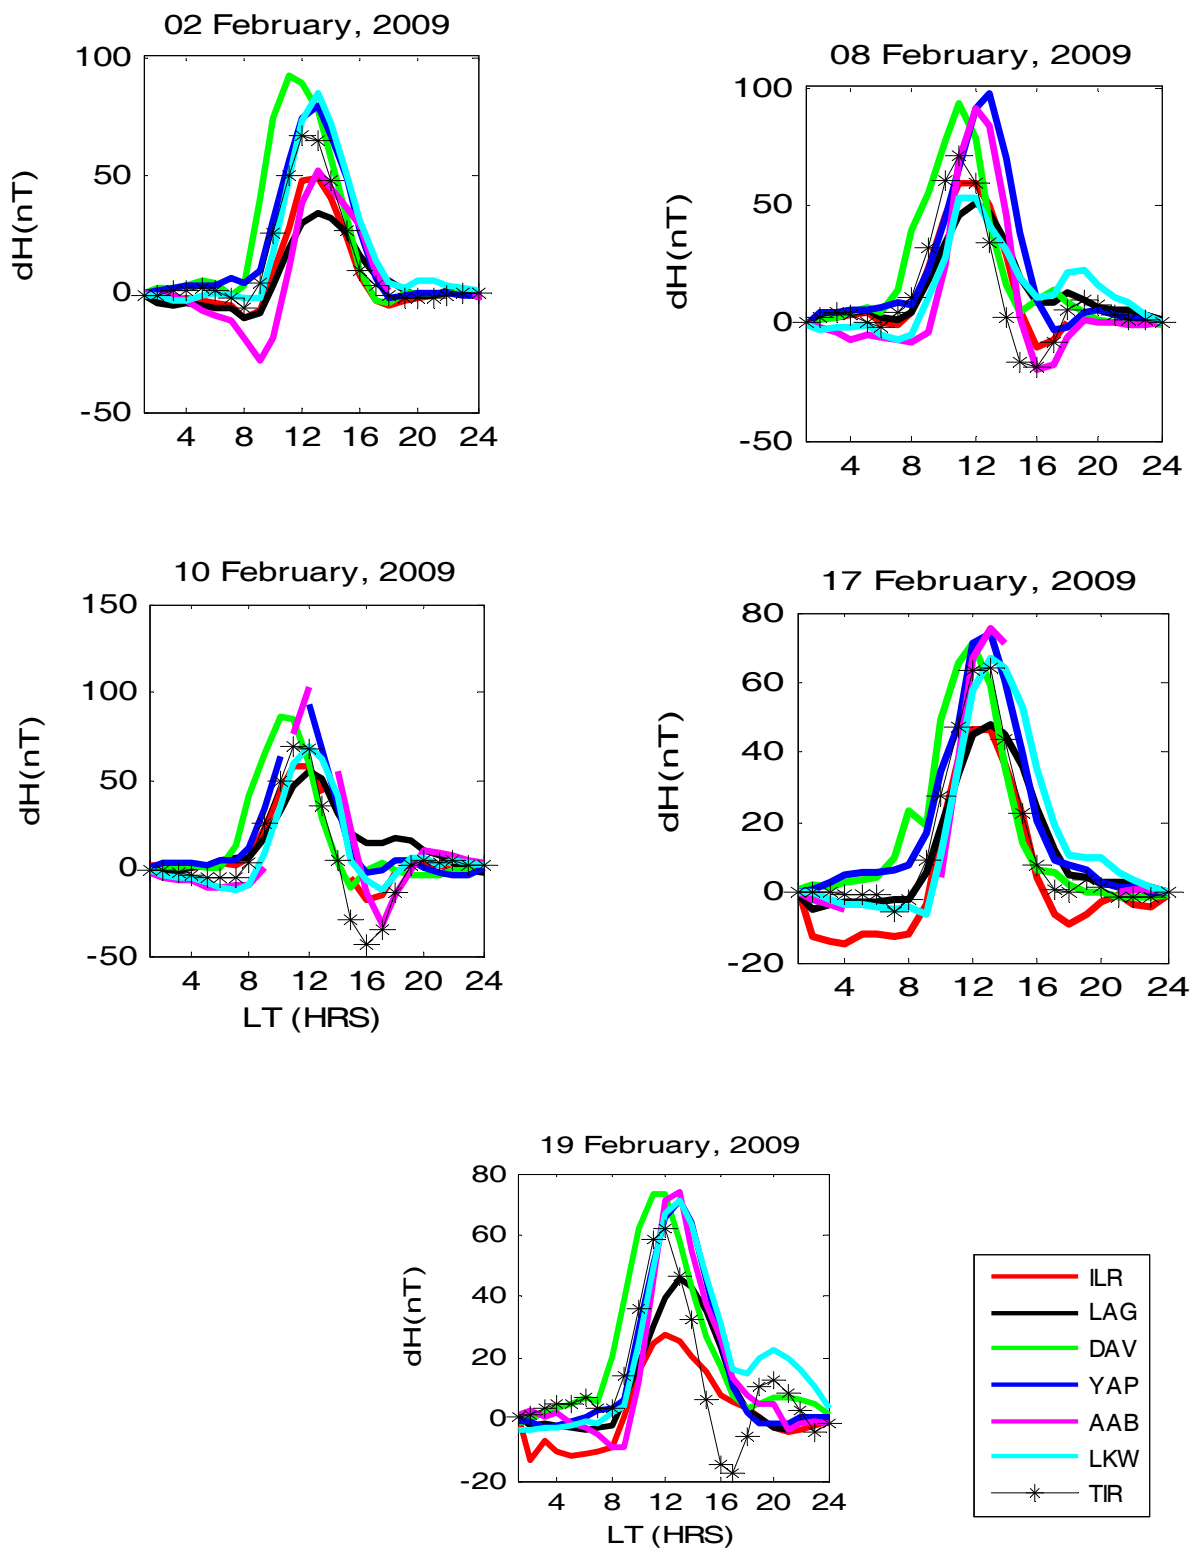 02 February, 2009
100
50
0
-50
dH(nT)
4 8 12 16 20 24
08 February, 2009
100
50
0
-50
dH(nT)
4 8 12 16 20 24
10 February, 2009
150
100
50
0
-50
dH(nT)
4 8 12 16 20 24
LT (HRS)
17 February, 2009
80
60
40
20
0
-20
dH(nT)
4 8 12 16 20 24
19 February, 2009
80
60
40
20
0
-20
dH(nT)
4 8 12 16 20 24
LT (HRS)
ILR
LAG
DAV
YAP
AAB
LKW
TIR